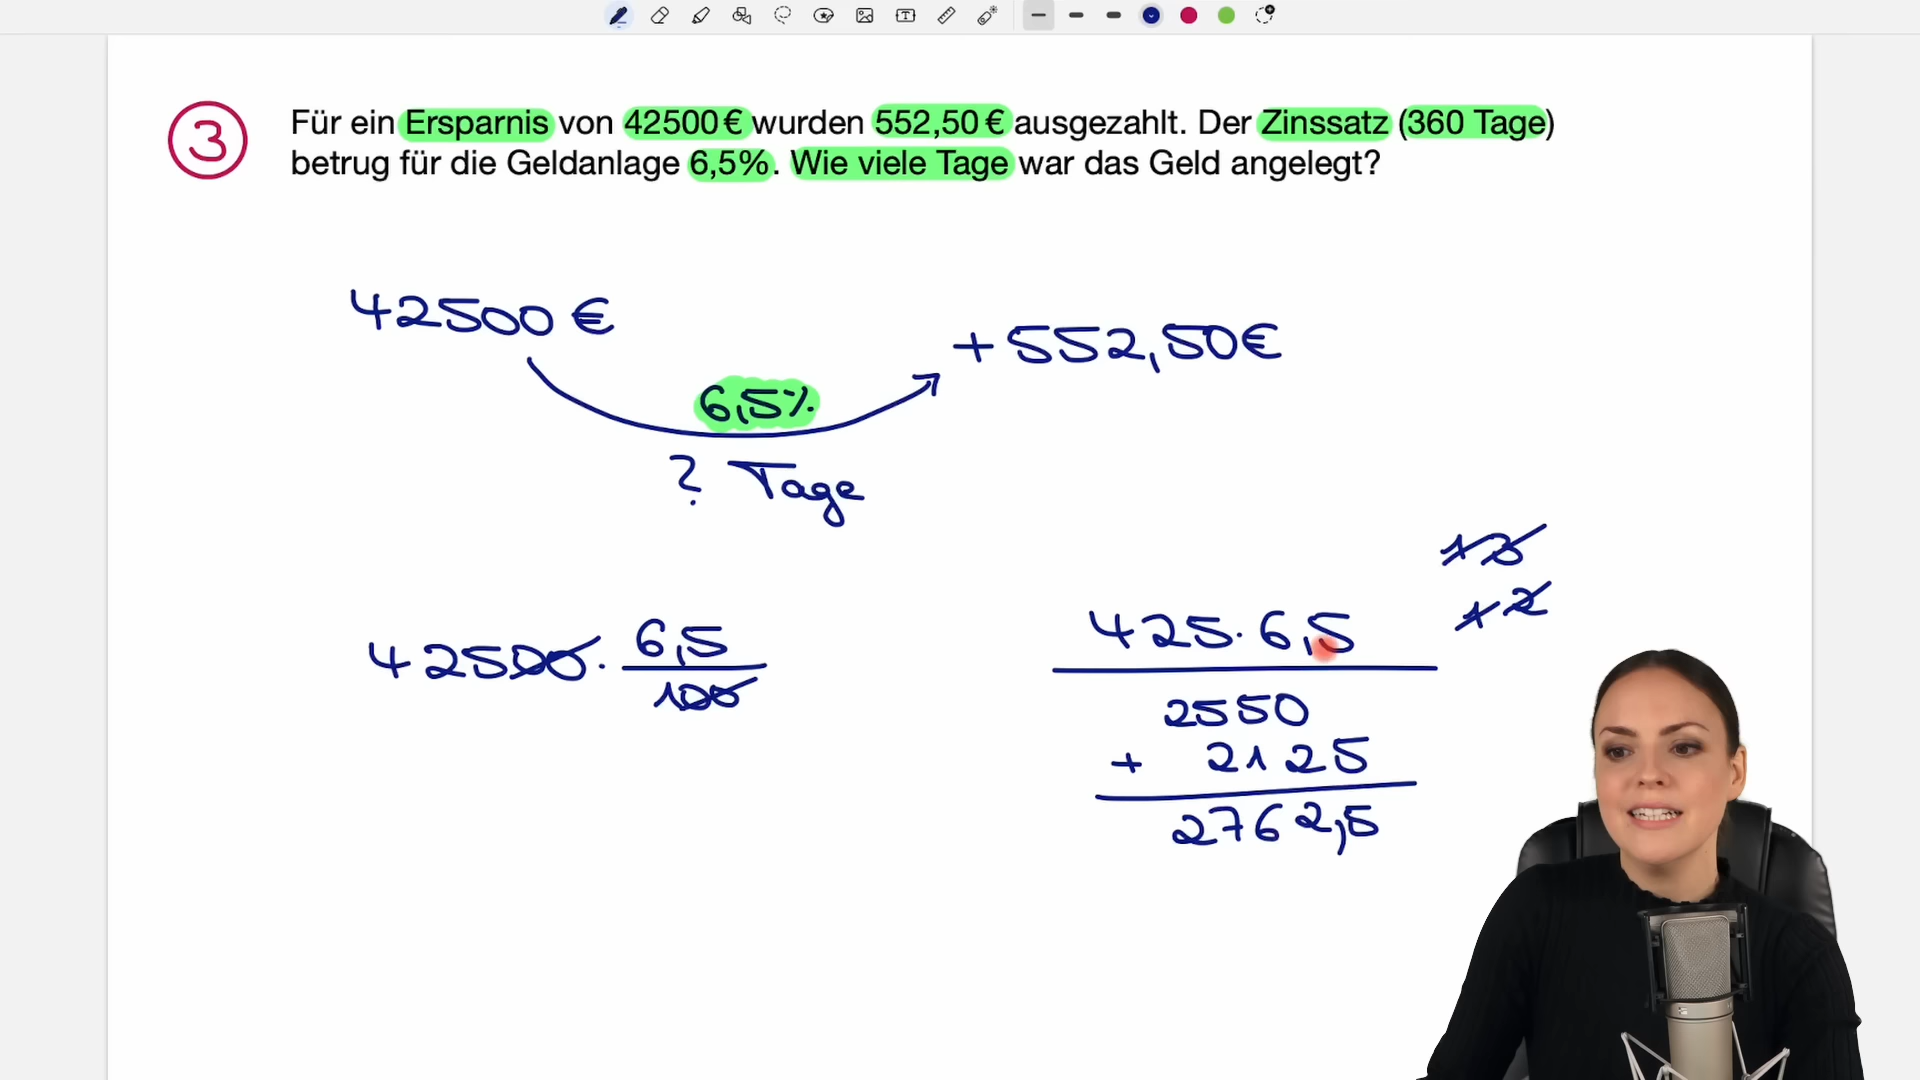 3
Für ein Ersparnis von 42500 € wurden 552,50 € ausgezahlt. Der Zinssatz (360 Tage)
betrug für die Geldanlage 6,5%. Wie viele Tage war das Geld angelegt?
42500 €
+ 552,50 €
6,5%
? Tage
42500 · 6,5
100
13
12
425 · 6,5
2550
+ 2125
2762,5